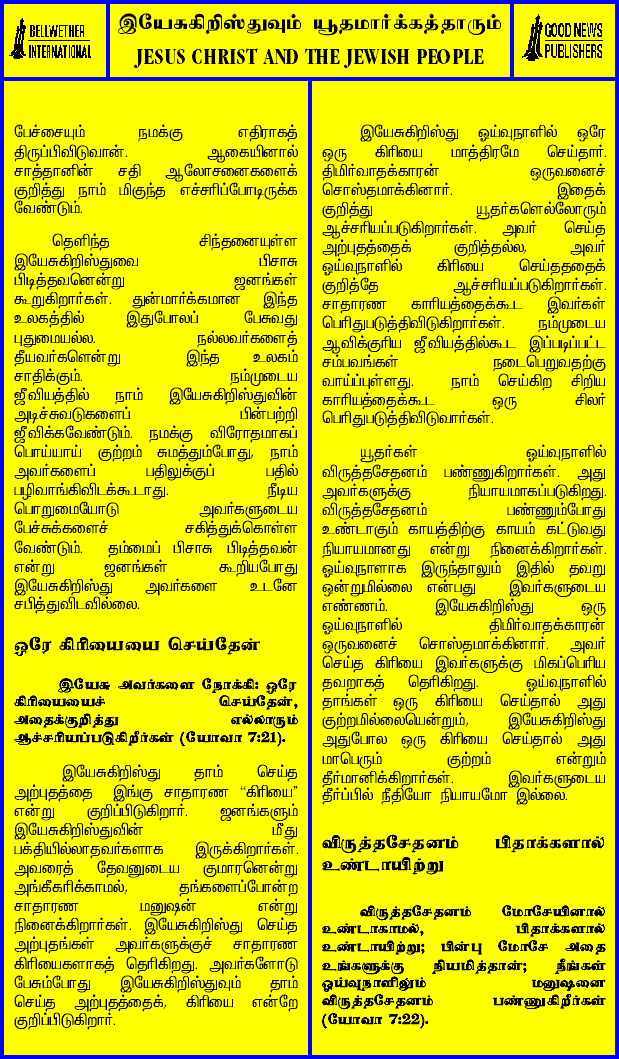 BELLWETHER
INTERNATIONAL
இயேசுகிறிஸ்துவும் யூதமார்க்கத்தாரும்
JESUS CHRIST AND THE JEWISH PEOPLE
GOOD NEWS
PUBLISHERS
பேச்சையும் நமக்கு எதிராகத்
திருப்பிவிடுவான். ஆகையினால்
சாத்தானின் சதி ஆலோசனைகளைக்
குறித்து நாம் மிகுந்த எச்சரிப்போடிருக்க
வேண்டும்.
தெளிந்த சிந்தனையுள்ள
இயேசுகிறிஸ்துவை பிசாசு
பிடித்தவனென்று ஜனங்கள்
கூறுகிறார்கள். துன்மார்க்கமான இந்த
உலகத்தில் இதுபோலப் பேசுவது
புதுமையல்ல. நல்லவர்களைத்
தீயவர்களென்று இந்த உலகம்
சாதிக்கும். நம்முடைய
ஜீவியத்தில் நாம் இயேசுகிறிஸ்துவின்
அடிச்சுவடுகளைப் பின்பற்றி
ஜீவிக்கவேண்டும். நமக்கு விரோதமாகப்
பொய்யாய் குற்றம் சுமத்தும்போது, நாம்
அவர்களைப் பதிலுக்குப் பதில்
பழிவாங்கிவிடக்கூடாது. நீடிய
பொறுமையோடு அவர்களுடைய
பேச்சுக்களைச் சகித்துக்கொள்ள
வேண்டும். தம்மைப் பிசாசு பிடித்தவன்
என்று ஜனங்கள் கூறியபோது
இயேசுகிறிஸ்து அவர்களை உடனே
சபித்துவிடவில்லை.
ஒரே கிரியையை செய்தேன்
இயேசு அவர்களை நோக்கி: ஒரே
கிரியையைச் செய்தேன்,
அதைக்குறித்து எல்லாரும்
ஆச்சரியப்படுகிறீர்கள் (யோவா 7:21).
இயேசுகிறிஸ்து தாம் செய்த
அற்புதத்தை இங்கு சாதாரண “கிரியை”
என்று குறிப்பிடுகிறார். ஜனங்களும்
இயேசுகிறிஸ்துவின் மீது
பக்தியில்லாதவர்களாக இருக்கிறார்கள்.
அவரைத் தேவனுடைய குமாரனென்று
அங்கீகரிக்காமல், தங்களைப்போன்ற
சாதாரண மனுஷன் என்று
நினைக்கிறார்கள். இயேசுகிறிஸ்து செய்த
அற்புதங்கள் அவர்களுக்குச் சாதாரண
கிரியைகளாகத் தெரிகிறது. அவர்களோடு
பேசும்போது இயேசுகிறிஸ்துவும் தாம்
செய்த அற்புதத்தைக், கிரியை என்றே
குறிப்பிடுகிறார்.
இயேசுகிறிஸ்து ஓய்வுநாளில் ஒரே
ஒரு கிரியை மாத்திரமே செய்தார்.
திமிர்வாதக்காரன் ஒருவனைச்
சொஸ்தமாக்கினார். இதைக்
குறித்து யூதர்களெல்லோரும்
ஆச்சரியப்படுகிறார்கள். அவர் செய்த
அற்புதத்தைக் குறித்தல்ல, அவர்
ஓய்வுநாளில் கிரியை செய்ததைக்
குறித்தே ஆச்சரியப்படுகிறார்கள்.
சாதாரண காரியத்தைக்கூட இவர்கள்
பெரிதுபடுத்திவிடுகிறார்கள். நம்முடைய
ஆவிக்குரிய ஜீவியத்தில்கூட இப்படிப்பட்ட
சம்பவங்கள் நடைபெறுவதற்கு
வாய்ப்புள்ளது. நாம் செய்கிற சிறிய
காரியத்தைக்கூட ஒரு சிலர்
பெரிதுபடுத்திவிடுவார்கள்.
யூதர்கள் ஓய்வுநாளில்
விருத்தசேதனம் பண்ணுகிறார்கள். அது
அவர்களுக்கு நியாயமாகப்படுகிறது.
விருத்தசேதனம் பண்ணும்போது
உண்டாகும் காயத்திற்கு காயம் கட்டுவது
நியாயமானது என்று நினைக்கிறார்கள்.
ஓய்வுநாளாக இருந்தாலும் இதில் தவறு
ஒன்றுமில்லை என்பது இவர்களுடைய
எண்ணம். இயேசுகிறிஸ்து ஒரு
ஓய்வுநாளில் திமிர்வாதக்காரன்
ஒருவனைச் சொஸ்தமாக்கினார். அவர்
செய்த கிரியை இவர்களுக்கு மிகப்பெரிய
தவறாகத் தெரிகிறது. ஓய்வுநாளில்
தாங்கள் ஒரு கிரியை செய்தால் அது
குற்றமில்லையென்றும், இயேசுகிறிஸ்து
அதுபோல ஒரு கிரியை செய்தால் அது
மாபெரும் குற்றம் என்றும்
தீர்மானிக்கிறார்கள். இவர்களுடைய
தீர்ப்பில் நீதியோ நியாயமோ இல்லை.
விருத்தசேதனம் பிதாக்களால்
உண்டாயிற்று
விருத்தசேதனம் மோசேயினால்
உண்டாகாமல், பிதாக்களால்
உண்டாயிற்று; பின்பு மோசே அதை
உங்களுக்கு நியமித்தான்; நீங்கள்
ஓய்வுநாளிலும் மனுஷனை
விருத்தசேதனம் பண்ணுகிறீர்கள்
(யோவா 7:22).